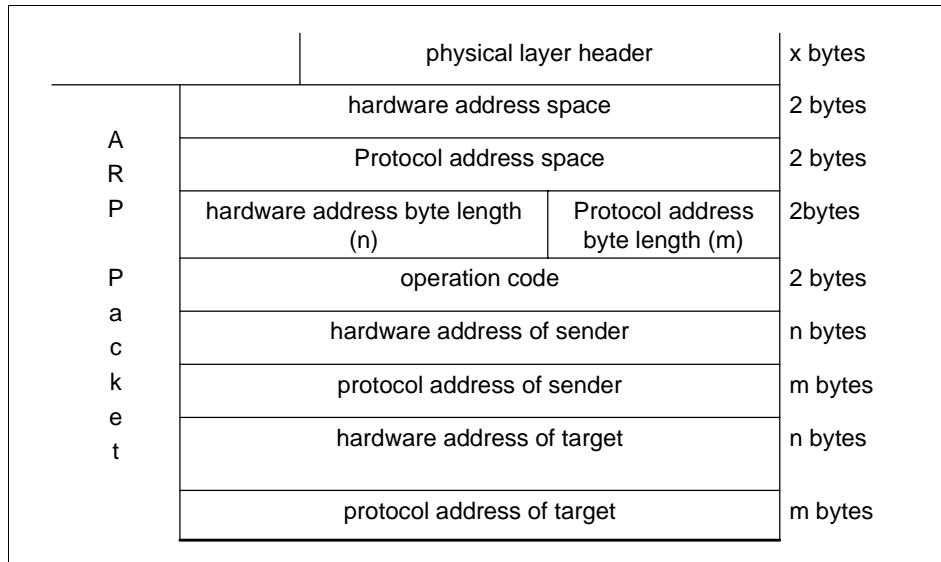 physical layer header x bytes
hardware address space 2 bytes
Protocol address space 2 bytes
hardware address byte length (n) Protocol address byte length (m) 2bytes
operation code 2 bytes
hardware address of sender n bytes
protocol address of sender m bytes
hardware address of target n bytes
protocol address of target m bytes
ARP Packet